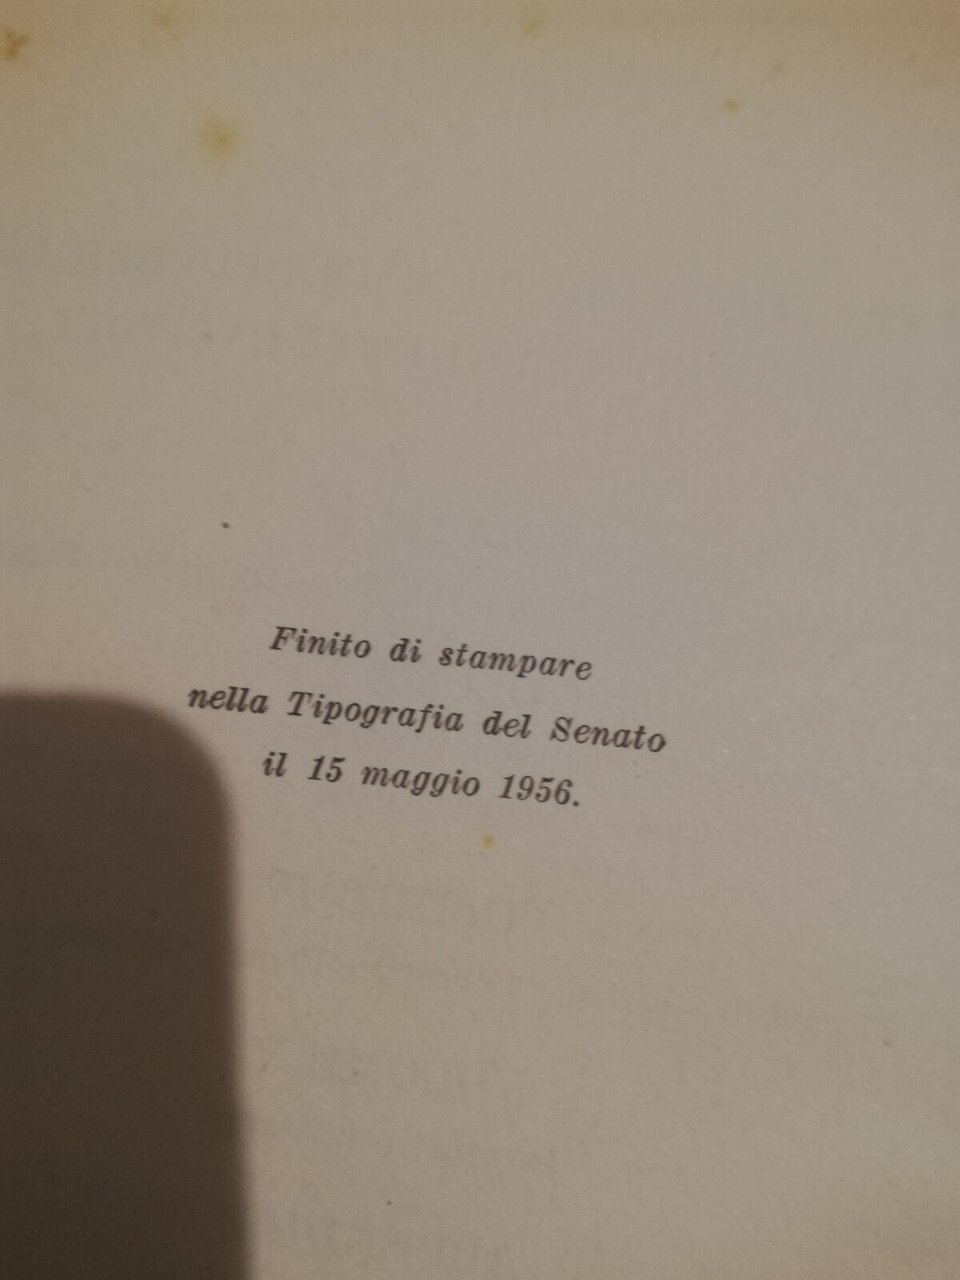 Finito di stampare
nella Tipografia del Senato
il 15 maggio 1956.